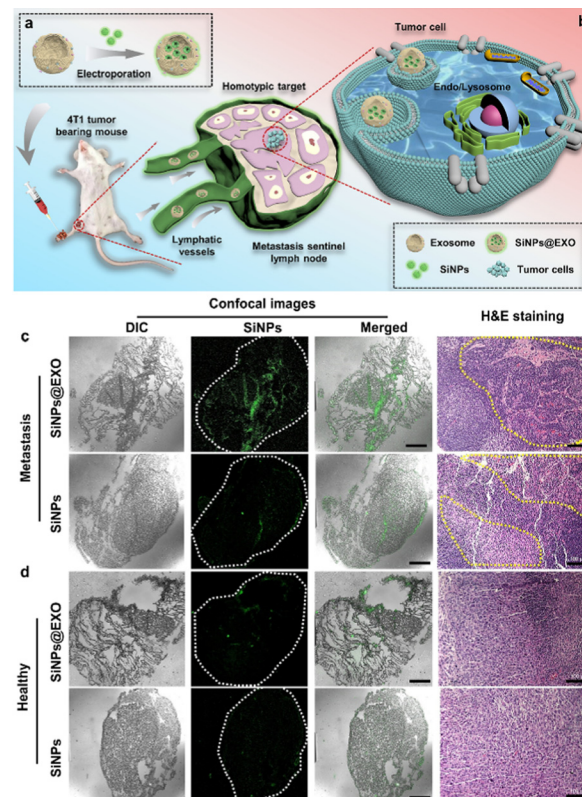 a
b
Electroporation
Tumor cell
Endo/Lysosome
Homotypic target
4T1 tumor
bearing mouse
Lymphatic
vessels
Metastasis sentinel
lymph node
Exosome
SiNPs@EXO
SiNPs
Tumor cells
Confocal images
H&E staining
c
DIC
SiNPs
Merged
Metastasis
SiNPs@EXO
SiNPs
d
Healthy
SiNPs@EXO
SiNPs